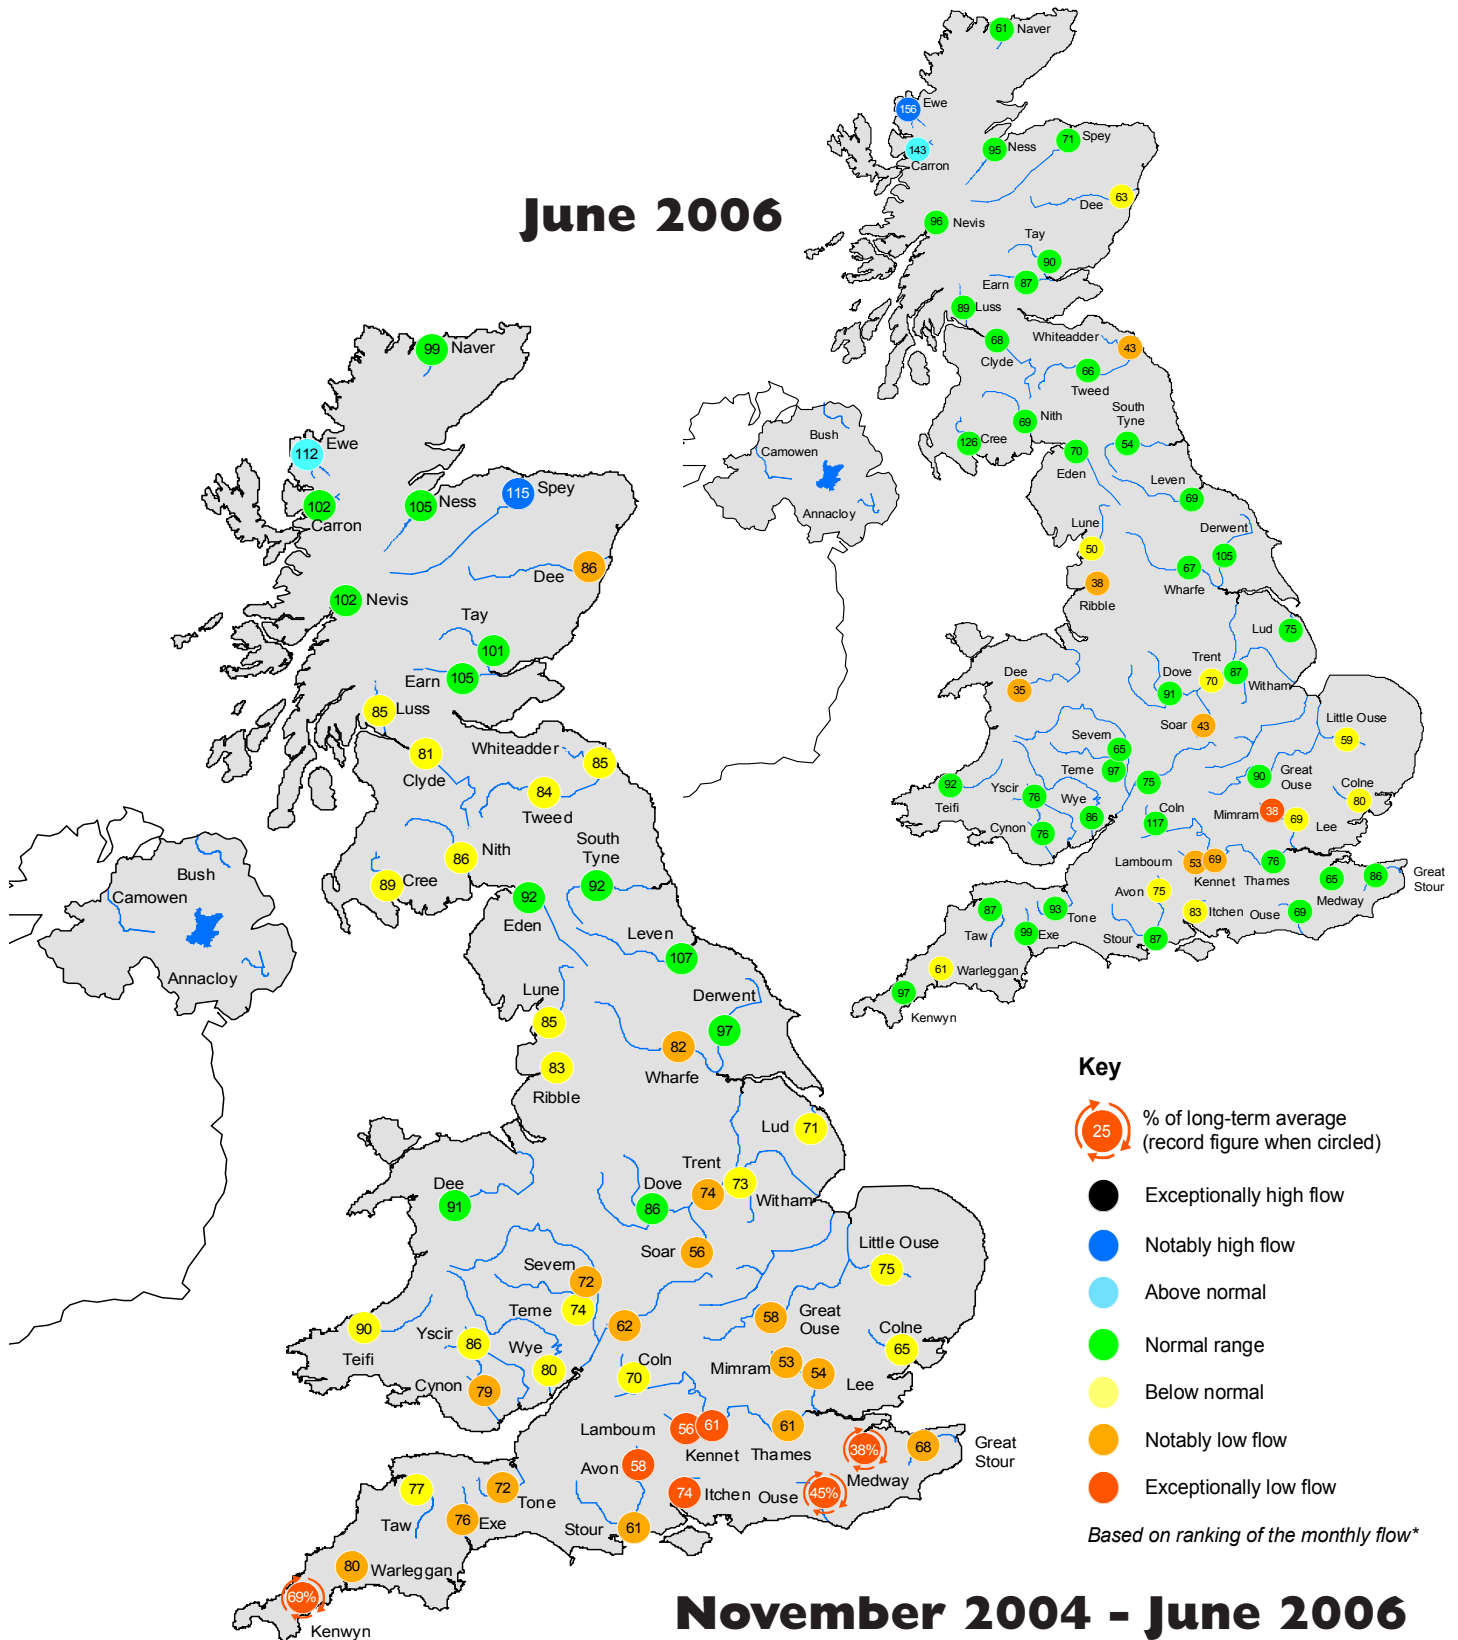 June 2006
61 Naver
156 Ewe
143
Carron
95 Ness
71 Spey
Dee 63
96 Nevis
Tay
90
Earn 87
89 Luss
68
Clyde
Whiteadder 43
66
Tweed
South
Tyne
54
Nith
69
126 Cree
70
Eden
Leven
69
Lune
50
Derwent
105
67
Wharfe
38
Ribble
Bush
Camowen
Annacloy
Lud 75
Trent
70
87
Witham
Dove
91
Dee
35
Soar 43
Little Ouse
59
Severn
65
Teme 97
75
90 Great
Ouse
Colne
80
92
Teifi
Yscir
76
Wye
86
Coln
117
Mimram 38
69
Lee
Cynon 76
Lambourn
53
69
Kennet
76
Thames
65
Medway
86
Great
Stour
Avon 75
83 Itchen
Ouse 69
87
Taw
93
Tone
99 Exe
Stour 87
61 Warleggan
97
Kenwyn
99 Naver
Ewe
112
102
Carron
105 Ness
115 Spey
Dee 86
102 Nevis
Tay
101
Earn 105
85 Luss
81
Clyde
Whiteadder
85
84
Tweed
South
Tyne
92
Nith
86
89 Cree
92
Eden
Leven
107
Lune
85
Derwent
97
82
Wharfe
83
Ribble
Bush
Camowen
Annacloy
Lud 71
Trent
74
73
Witham
Dove
86
Dee
91
Soar 56
Little Ouse
75
Severn
72
Teme 74
62
58 Great
Ouse
Colne
65
90
Teifi
Yscir
86
Wye
80
Coln
70
Mimram 53
54
Lee
Cynon 79
Lambourn
56
61
Kennet
61
Thames
38%
Medway
68
Great
Stour
Avon 58
74 Itchen
Ouse 45%
77
Taw
72
Tone
76 Exe
Stour 61
80 Warleggan
69%
Kenwyn
Key
25
% of long-term average
(record figure when circled)
Exceptionally high flow
Notably high flow
Above normal
Normal range
Below normal
Notably low flow
Exceptionally low flow
Based on ranking of the monthly flow*
November 2004 - June 2006